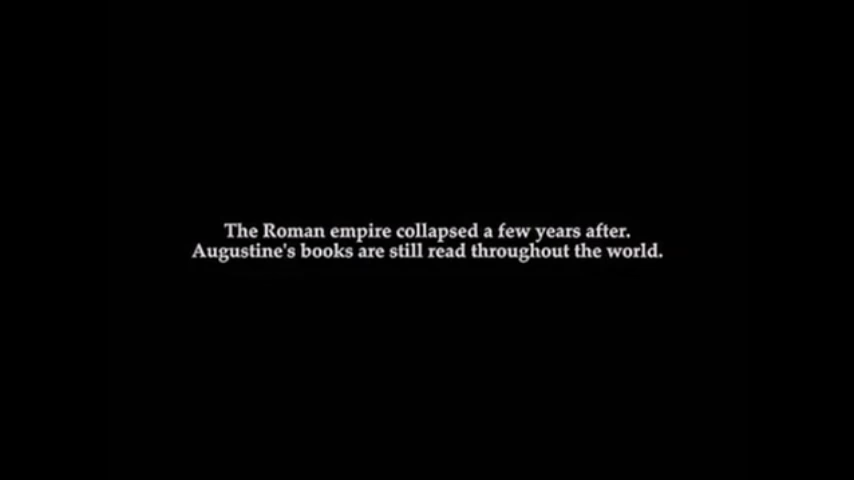 The Roman empire collapsed a few years after.
Augustine's books are still read throughout the world.